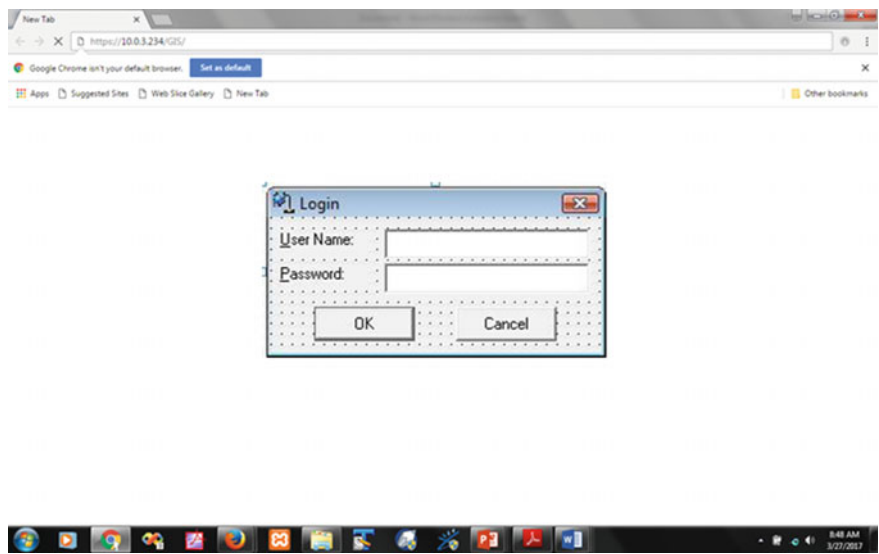 New Tab
https://10.0.3.234/GIS/
Google Chrome isn't your default browser. Set as default
Apps Suggested Sites Web Slice Gallery New Tab Other bookmarks
Login
User Name:
Password:
OK Cancel
8:48 AM
3/27/2017